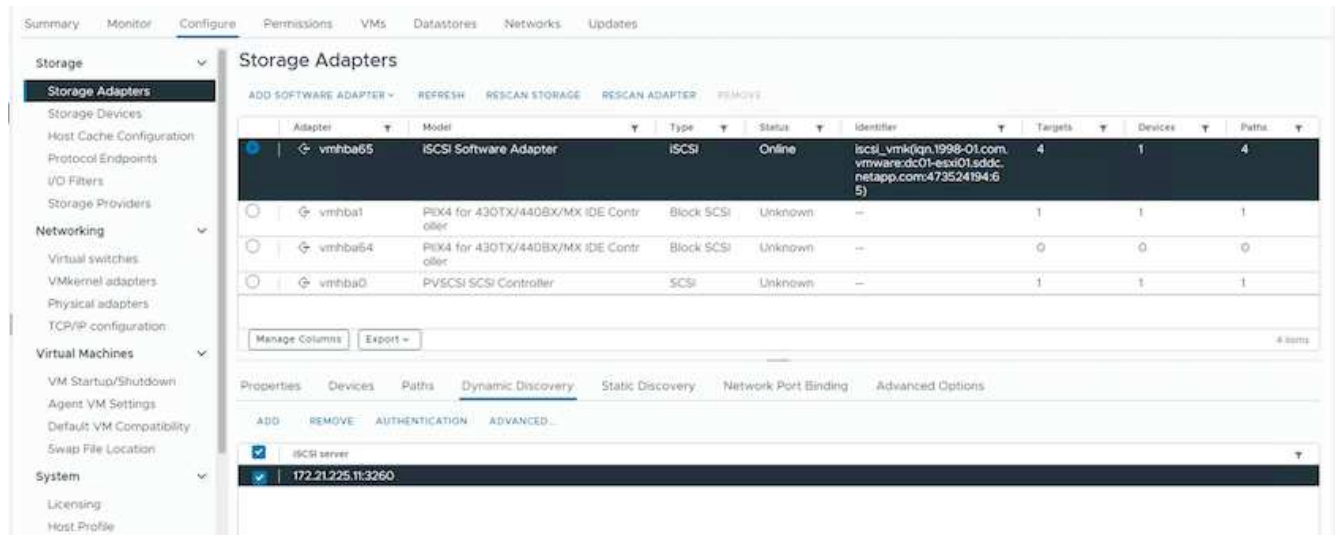 Summary Monitor Configure Permissions VMs Datastores Networks Updates
Storage
Storage Adapters
Storage Devices
Host Cache Configuration
Protocol Endpoints
I/O Filters
Storage Providers
Networking
Virtual switches
VMkernel adapters
Physical adapters
TCP/IP configuration
Virtual Machines
VM Startup/Shutdown
Agent VM Settings
Default VM Compatibility
Swap File Location
System
Licensing
Host Profile
Storage Adapters
ADD SOFTWARE ADAPTER REFRESH RESCAN STORAGE RESCAN ADAPTER REMOVE
Adapter Model Type Status Identifier Targets Devices Paths
vmhba65 iSCSI Software Adapter iSCSI Online iscsi_vmk(iqn.1998-01.com. 4 1 4
vmware:dc01-esxi01.sddc.
netapp.com:473524194:6
5)
vmhba1 PIIX4 for 430TX/440BX/MX IDE Contr Block SCSI Unknown -- 1 1 1
oller
vmhba64 PIIX4 for 430TX/440BX/MX IDE Contr Block SCSI Unknown -- 0 0 0
oller
vmhba0 PVSCSI SCSI Controller SCSI Unknown -- 1 1 1
Manage Columns Export 4 items
Properties Devices Paths Dynamic Discovery Static Discovery Network Port Binding Advanced Options
ADD REMOVE AUTHENTICATION ADVANCED...
iSCSI server
172.21.225.11:3260